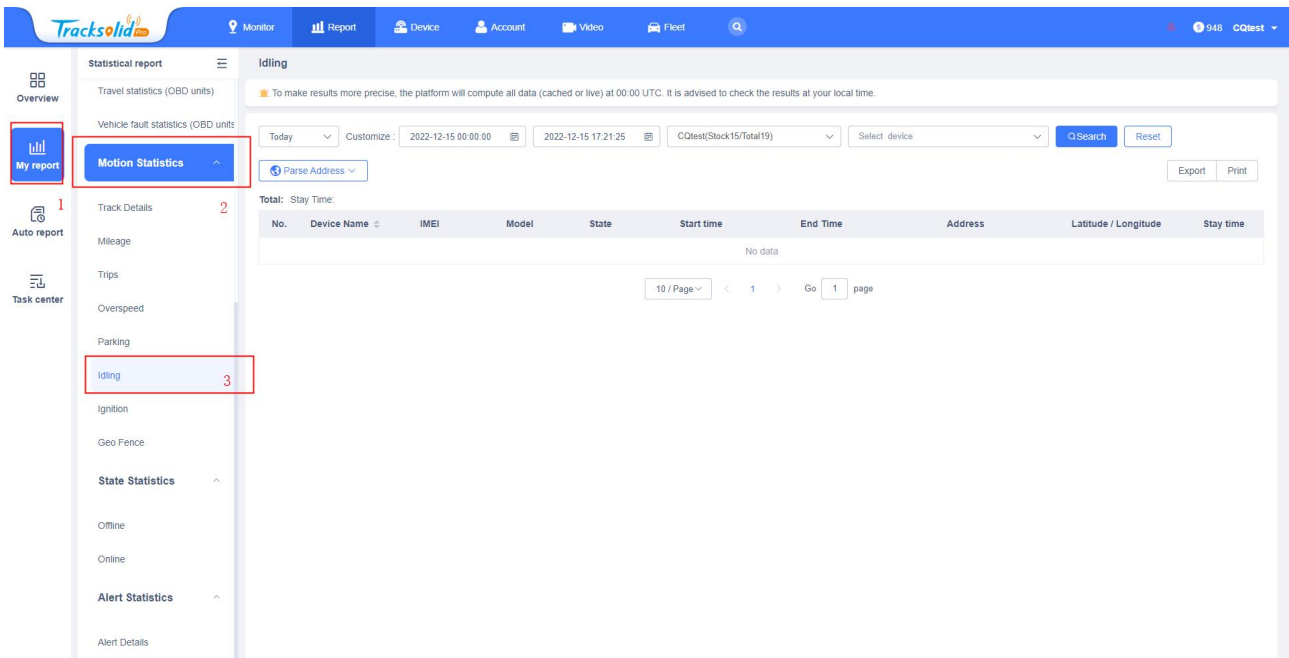 Tracksolid Pro
Monitor
Report
Device
Account
Video
Fleet
948 CQtest
Overview
My report
1
Auto report
Task center
Statistical report
Travel statistics (OBD units)
Vehicle fault statistics (OBD units
Motion Statistics
2
Track Details
Mileage
Trips
Overspeed
Parking
Idling
3
Ignition
Geo Fence
State Statistics
Offline
Online
Alert Statistics
Alert Details
Idling
To make results more precise, the platform will compute all data (cached or live) at 00:00 UTC. It is advised to check the results at your local time.
Today Customize : 2022-12-15 00:00:00 2022-12-15 17:21:25 CQtest(Stock15/Total19) Select device Search Reset
Parse Address Export Print
Total: Stay Time:
No. Device Name IMEI Model State Start time End Time Address Latitude / Longitude Stay time
No data
10 / Page < 1 > Go 1 page